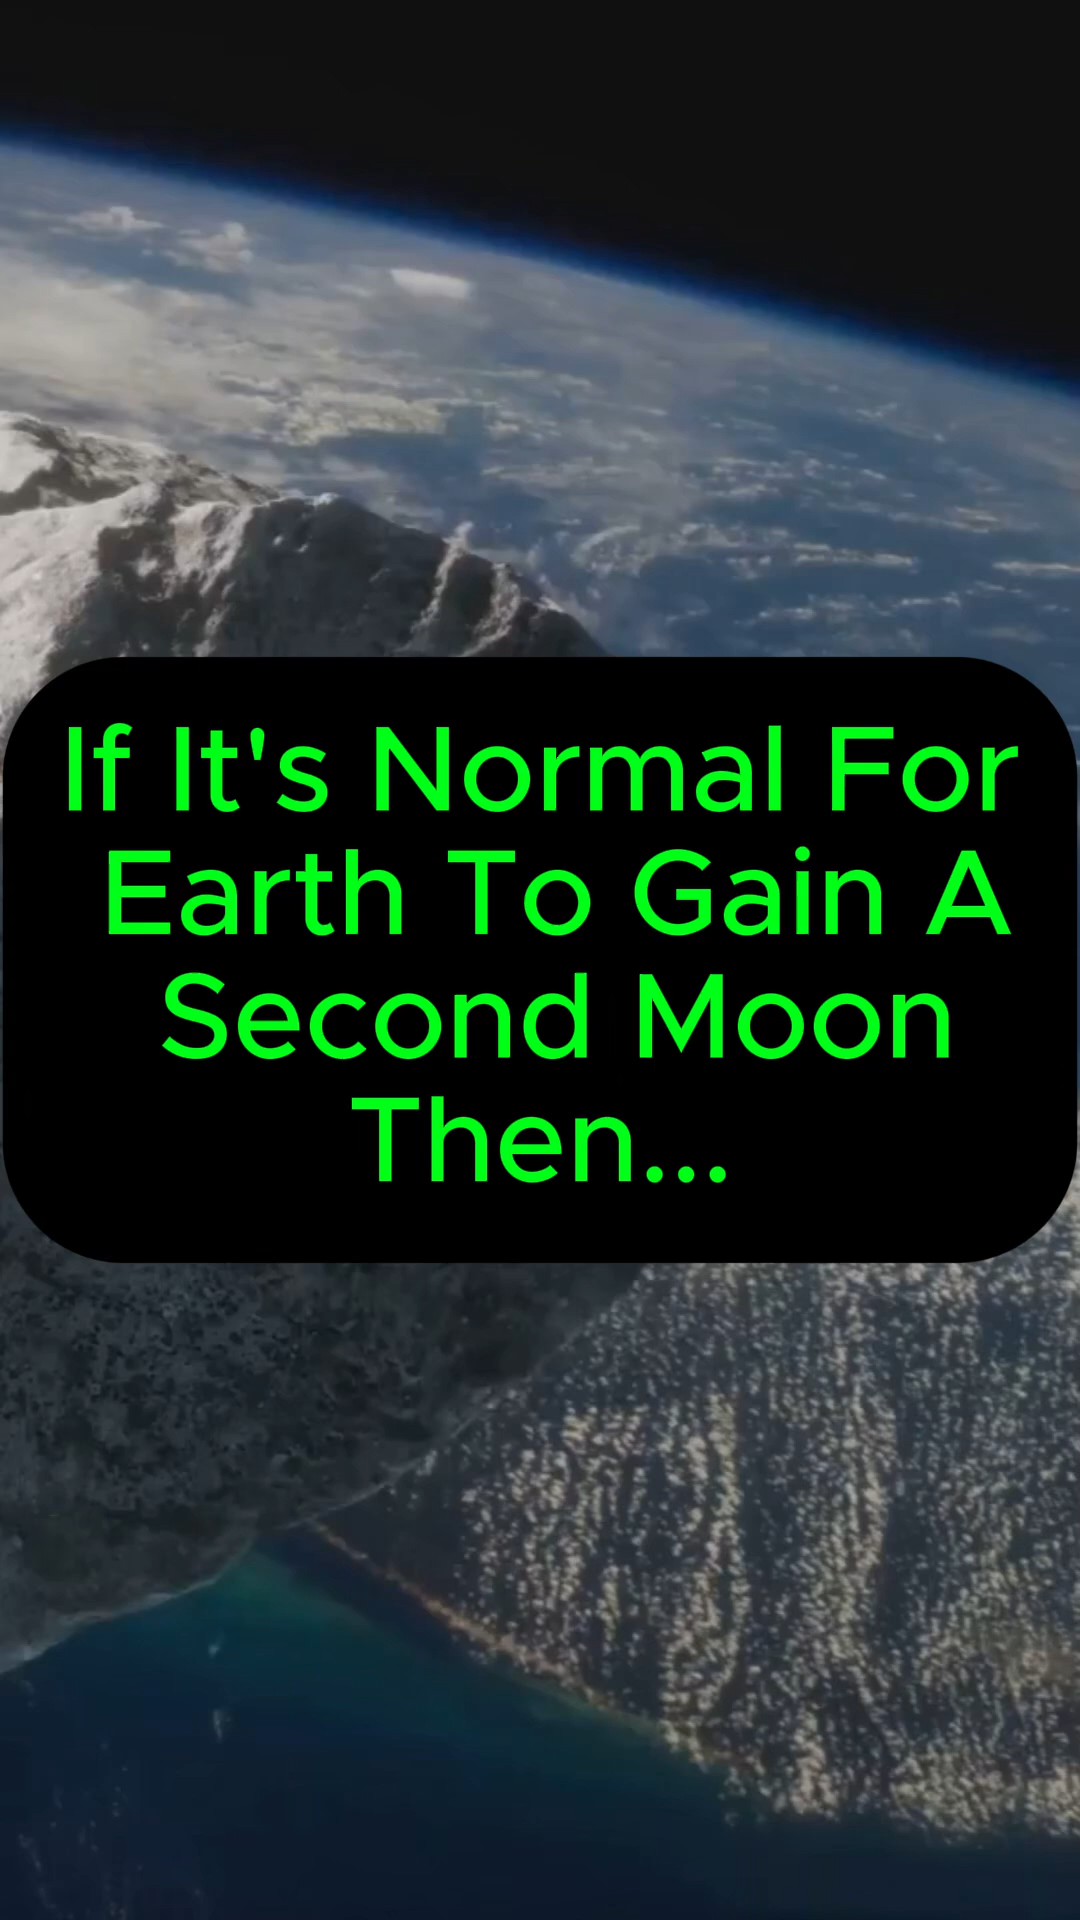 If It's Normal For
Earth To Gain A
Second Moon
Then...